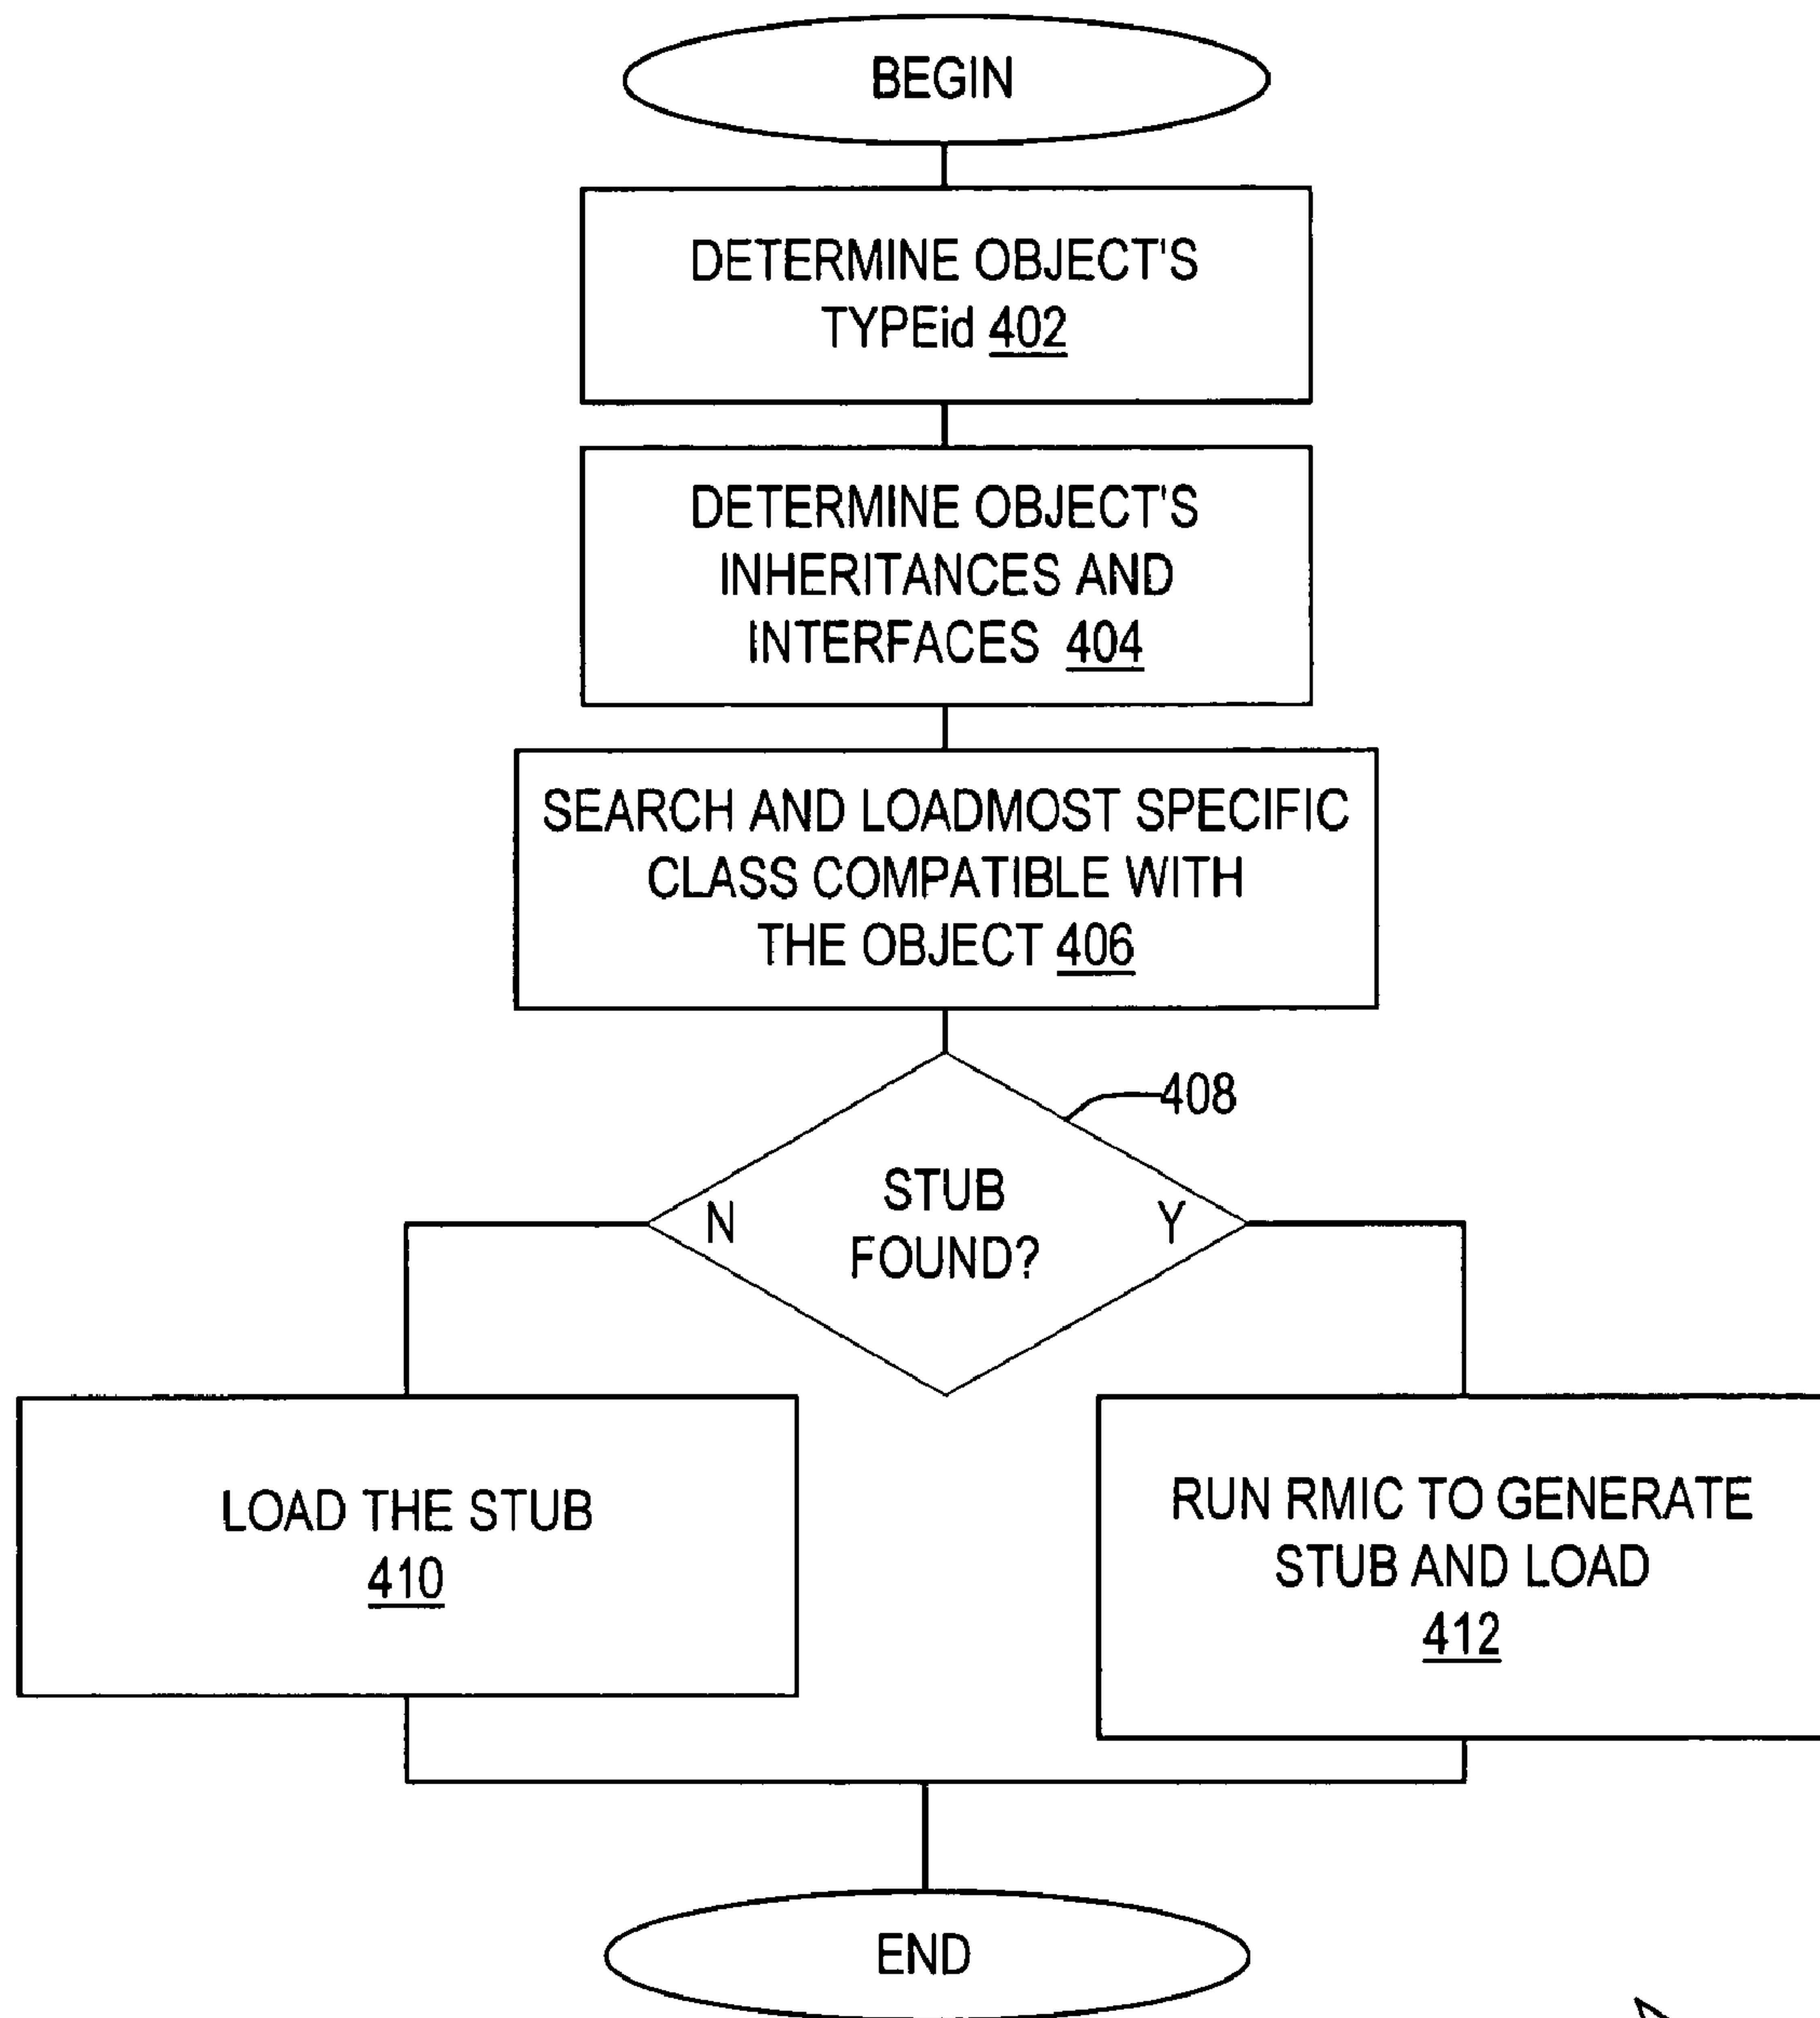 BEGIN
DETERMINE OBJECT'S
TYPEid 402
DETERMINE OBJECT'S
INHERITANCES AND
INTERFACES 404
SEARCH AND LOADMOST SPECIFIC
CLASS COMPATIBLE WITH
THE OBJECT 406
408
STUB
FOUND?
N
Y
LOAD THE STUB
410
RUN RMIC TO GENERATE
STUB AND LOAD
412
END